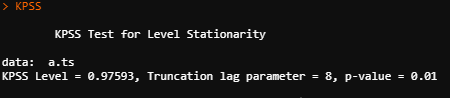 > KPSS
KPSS Test for Level Stationarity
data:  a.ts
KPSS Level = 0.97593, Truncation lag parameter = 8, p-value = 0.01